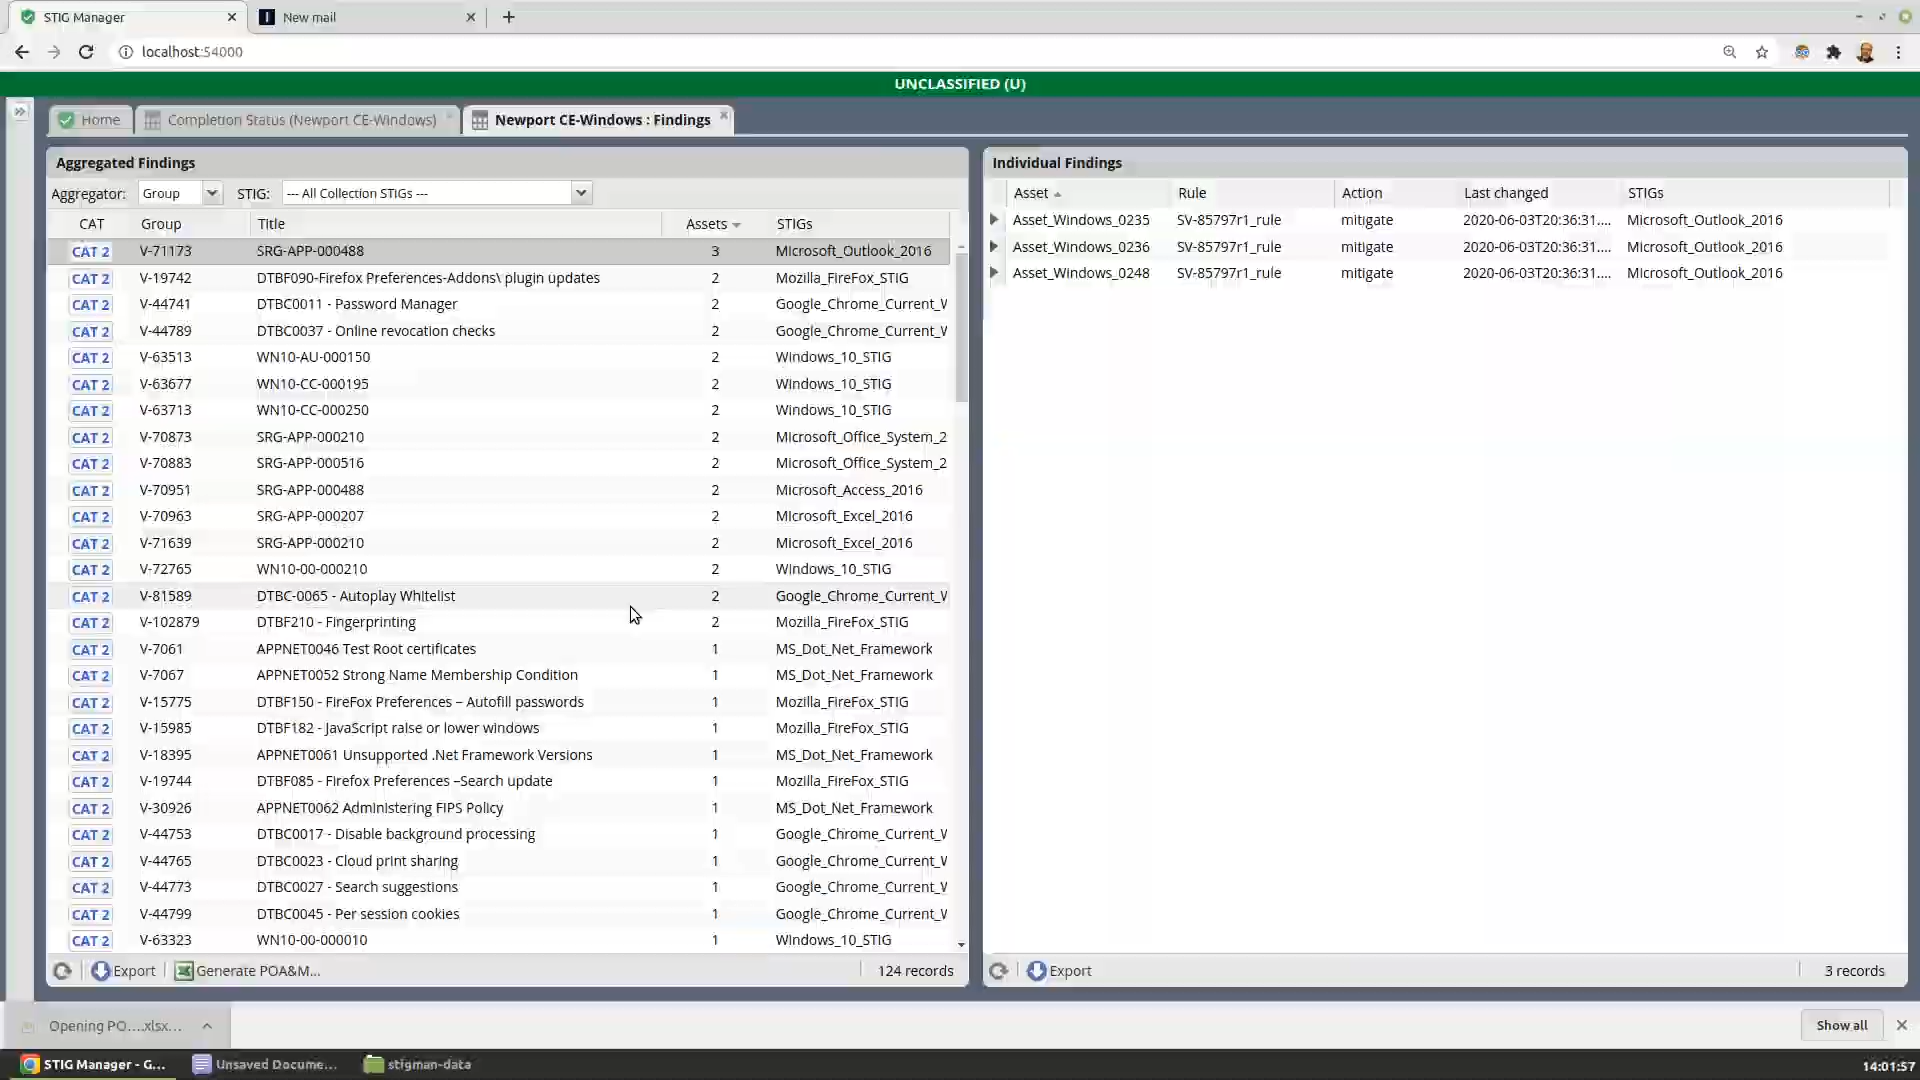 STIG Manager
New mail
localhost:54000
UNCLASSIFIED (U)
Home
Completion Status (Newport CE-Windows)
Newport CE-Windows : Findings
Aggregated Findings
Aggregator: Group STIG: --- All Collection STIGs ---
CAT Group Title Assets STIGs
CAT 2 V-71173 SRG-APP-000488 3 Microsoft_Outlook_2016
CAT 2 V-19742 DTBF090-Firefox Preferences-Addons\ plugin updates 2 Mozilla_FireFox_STIG
CAT 2 V-44741 DTBC0011 - Password Manager 2 Google_Chrome_Current_W
CAT 2 V-44789 DTBC0037 - Online revocation checks 2 Google_Chrome_Current_W
CAT 2 V-63513 WN10-AU-000150 2 Windows_10_STIG
CAT 2 V-63677 WN10-CC-000195 2 Windows_10_STIG
CAT 2 V-63713 WN10-CC-000250 2 Windows_10_STIG
CAT 2 V-70873 SRG-APP-000210 2 Microsoft_Office_System_2
CAT 2 V-70883 SRG-APP-000516 2 Microsoft_Office_System_2
CAT 2 V-70951 SRG-APP-000488 2 Microsoft_Access_2016
CAT 2 V-70963 SRG-APP-000207 2 Microsoft_Excel_2016
CAT 2 V-71639 SRG-APP-000210 2 Microsoft_Excel_2016
CAT 2 V-72765 WN10-00-000210 2 Windows_10_STIG
CAT 2 V-81589 DTBC-0065 - Autoplay Whitelist 2 Google_Chrome_Current_W
CAT 2 V-102879 DTBF210 - Fingerprinting 2 Mozilla_FireFox_STIG
CAT 2 V-7061 APPNET0046 Test Root certificates 1 MS_Dot_Net_Framework
CAT 2 V-7067 APPNET0052 Strong Name Membership Condition 1 MS_Dot_Net_Framework
CAT 2 V-15775 DTBF150 - FireFox Preferences – Autofill passwords 1 Mozilla_FireFox_STIG
CAT 2 V-15985 DTBF182 - JavaScript raise or lower windows 1 Mozilla_FireFox_STIG
CAT 2 V-18395 APPNET0061 Unsupported .Net Framework Versions 1 MS_Dot_Net_Framework
CAT 2 V-19744 DTBF085 - Firefox Preferences –Search update 1 Mozilla_FireFox_STIG
CAT 2 V-30926 APPNET0062 Administering FIPS Policy 1 MS_Dot_Net_Framework
CAT 2 V-44753 DTBC0017 - Disable background processing 1 Google_Chrome_Current_W
CAT 2 V-44765 DTBC0023 - Cloud print sharing 1 Google_Chrome_Current_W
CAT 2 V-44773 DTBC0027 - Search suggestions 1 Google_Chrome_Current_W
CAT 2 V-44799 DTBC0045 - Per session cookies 1 Google_Chrome_Current_W
CAT 2 V-63323 WN10-00-000010 1 Windows_10_STIG
Export Generate POA&M... 124 records
Individual Findings
Asset Rule Action Last changed STIGs
Asset_Windows_0235 SV-85797r1_rule mitigate 2020-06-03T20:36:31.... Microsoft_Outlook_2016
Asset_Windows_0236 SV-85797r1_rule mitigate 2020-06-03T20:36:31.... Microsoft_Outlook_2016
Asset_Windows_0248 SV-85797r1_rule mitigate 2020-06-03T20:36:31.... Microsoft_Outlook_2016
Export 3 records
Opening PO....xlsx...
Show all
STIG Manager - G...
Unsaved Docume...
stigman-data
14:01:57